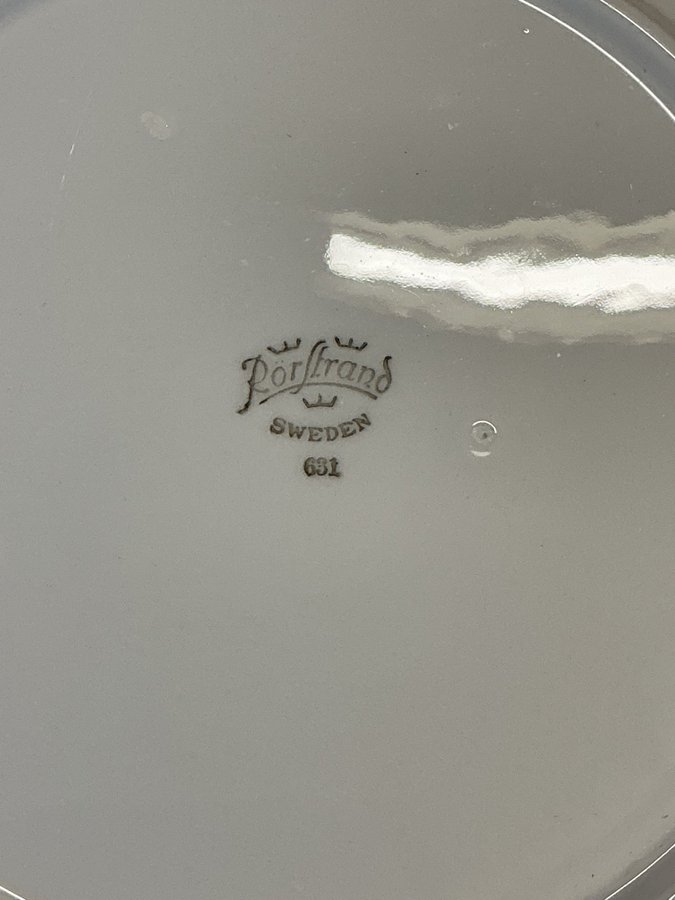 Rörstrand
SWEDEN
631